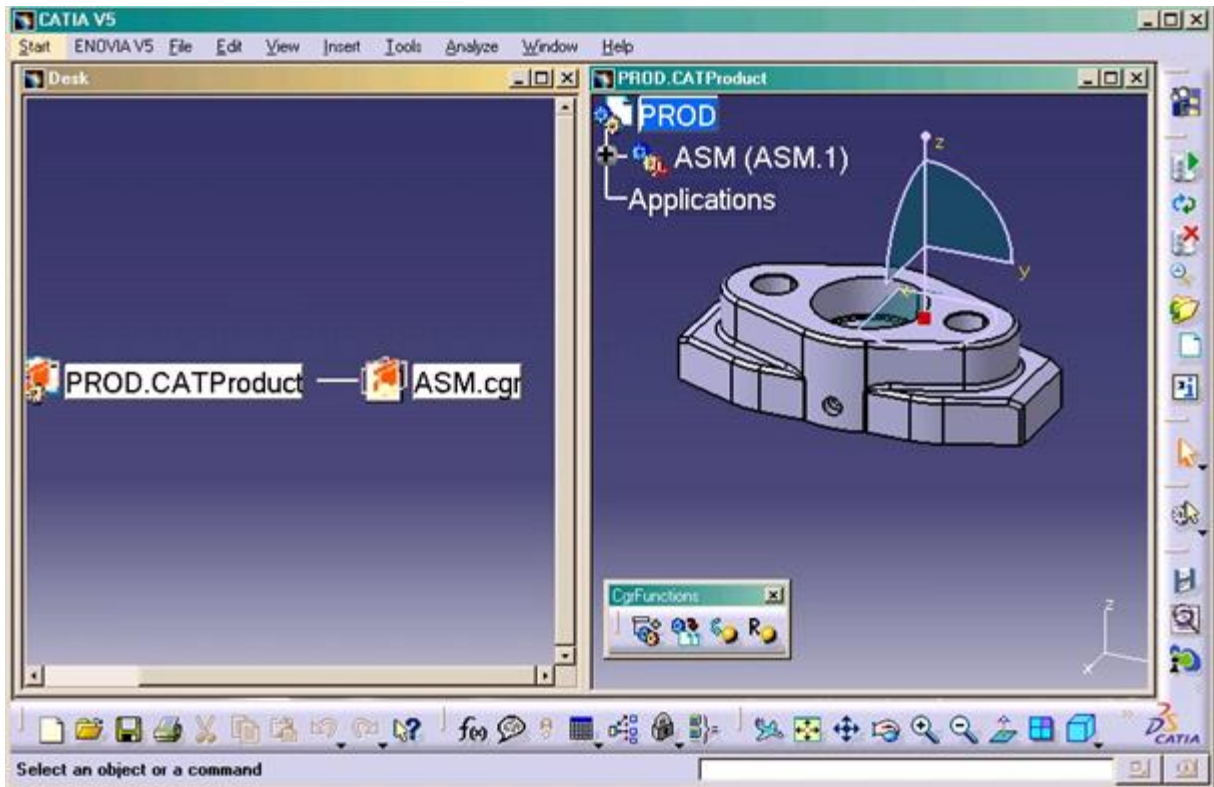 CATIA V5
Start ENOVIA V5 File Edit View Insert Tools Analyze Window Help
Desk
PROD.CATProduct
PROD.CATProduct
ASM.cgr
PROD
ASM (ASM.1)
Applications
z
y
CgrFunctions
R
z
x
f(x)
CATIA
Select an object or a command